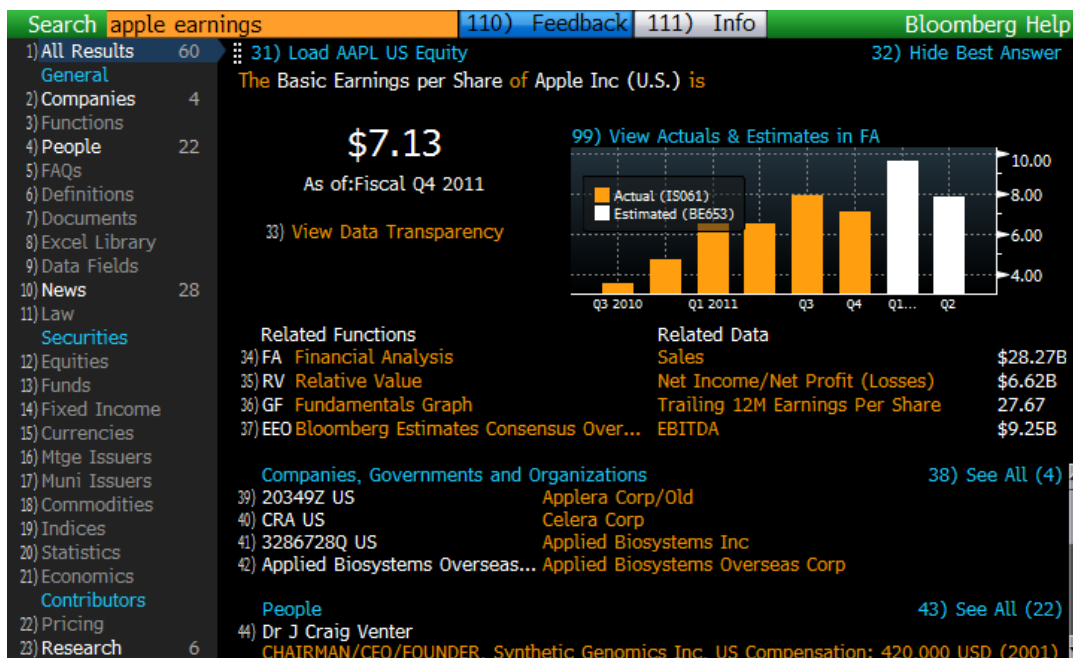 Search apple earnings 110) Feedback 111) Info Bloomberg Help
1) All Results 60
General
2) Companies 4
3) Functions
4) People 22
5) FAQs
6) Definitions
7) Documents
8) Excel Library
9) Data Fields
10) News 28
11) Law
Securities
12) Equities
13) Funds
14) Fixed Income
15) Currencies
16) Mtge Issuers
17) Muni Issuers
18) Commodities
19) Indices
20) Statistics
21) Economics
Contributors
22) Pricing
23) Research 6
31) Load AAPL US Equity 32) Hide Best Answer
The Basic Earnings per Share of Apple Inc (U.S.) is
$7.13
As of:Fiscal Q4 2011
33) View Data Transparency
99) View Actuals & Estimates in FA
Actual (IS061)
Estimated (BE653)
10.00
8.00
6.00
4.00
Q3 2010 Q1 2011 Q3 Q4 Q1... Q2
Related Functions
34) FA Financial Analysis
35) RV Relative Value
36) GF Fundamentals Graph
37) EEO Bloomberg Estimates Consensus Over...
Related Data
Sales $28.27B
Net Income/Net Profit (Losses) $6.62B
Trailing 12M Earnings Per Share 27.67
EBITDA $9.25B
Companies, Governments and Organizations 38) See All (4)
39) 20349Z US Applera Corp/Old
40) CRA US Celera Corp
41) 3286728Q US Applied Biosystems Inc
42) Applied Biosystems Overseas... Applied Biosystems Overseas Corp
People 43) See All (22)
44) Dr J Craig Venter
CHAIRMAN/CEO/FOUNDER, Synthetic Genomics Inc, US Compensation: 420,000 USD (2001)